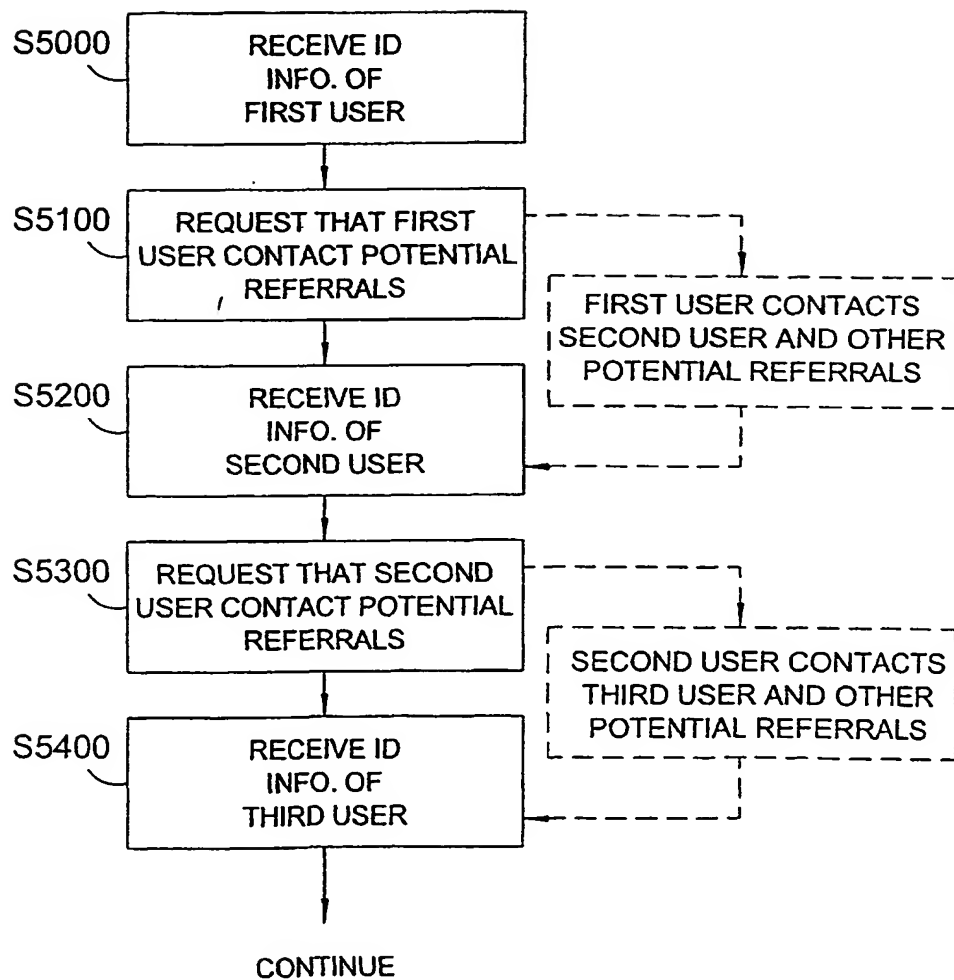 S5000
RECEIVE ID
INFO. OF
FIRST USER
S5100
REQUEST THAT FIRST
USER CONTACT POTENTIAL
REFERRALS
FIRST USER CONTACTS
SECOND USER AND OTHER
POTENTIAL REFERRALS
S5200
RECEIVE ID
INFO. OF
SECOND USER
S5300
REQUEST THAT SECOND
USER CONTACT POTENTIAL
REFERRALS
SECOND USER CONTACTS
THIRD USER AND OTHER
POTENTIAL REFERRALS
S5400
RECEIVE ID
INFO. OF
THIRD USER
CONTINUE